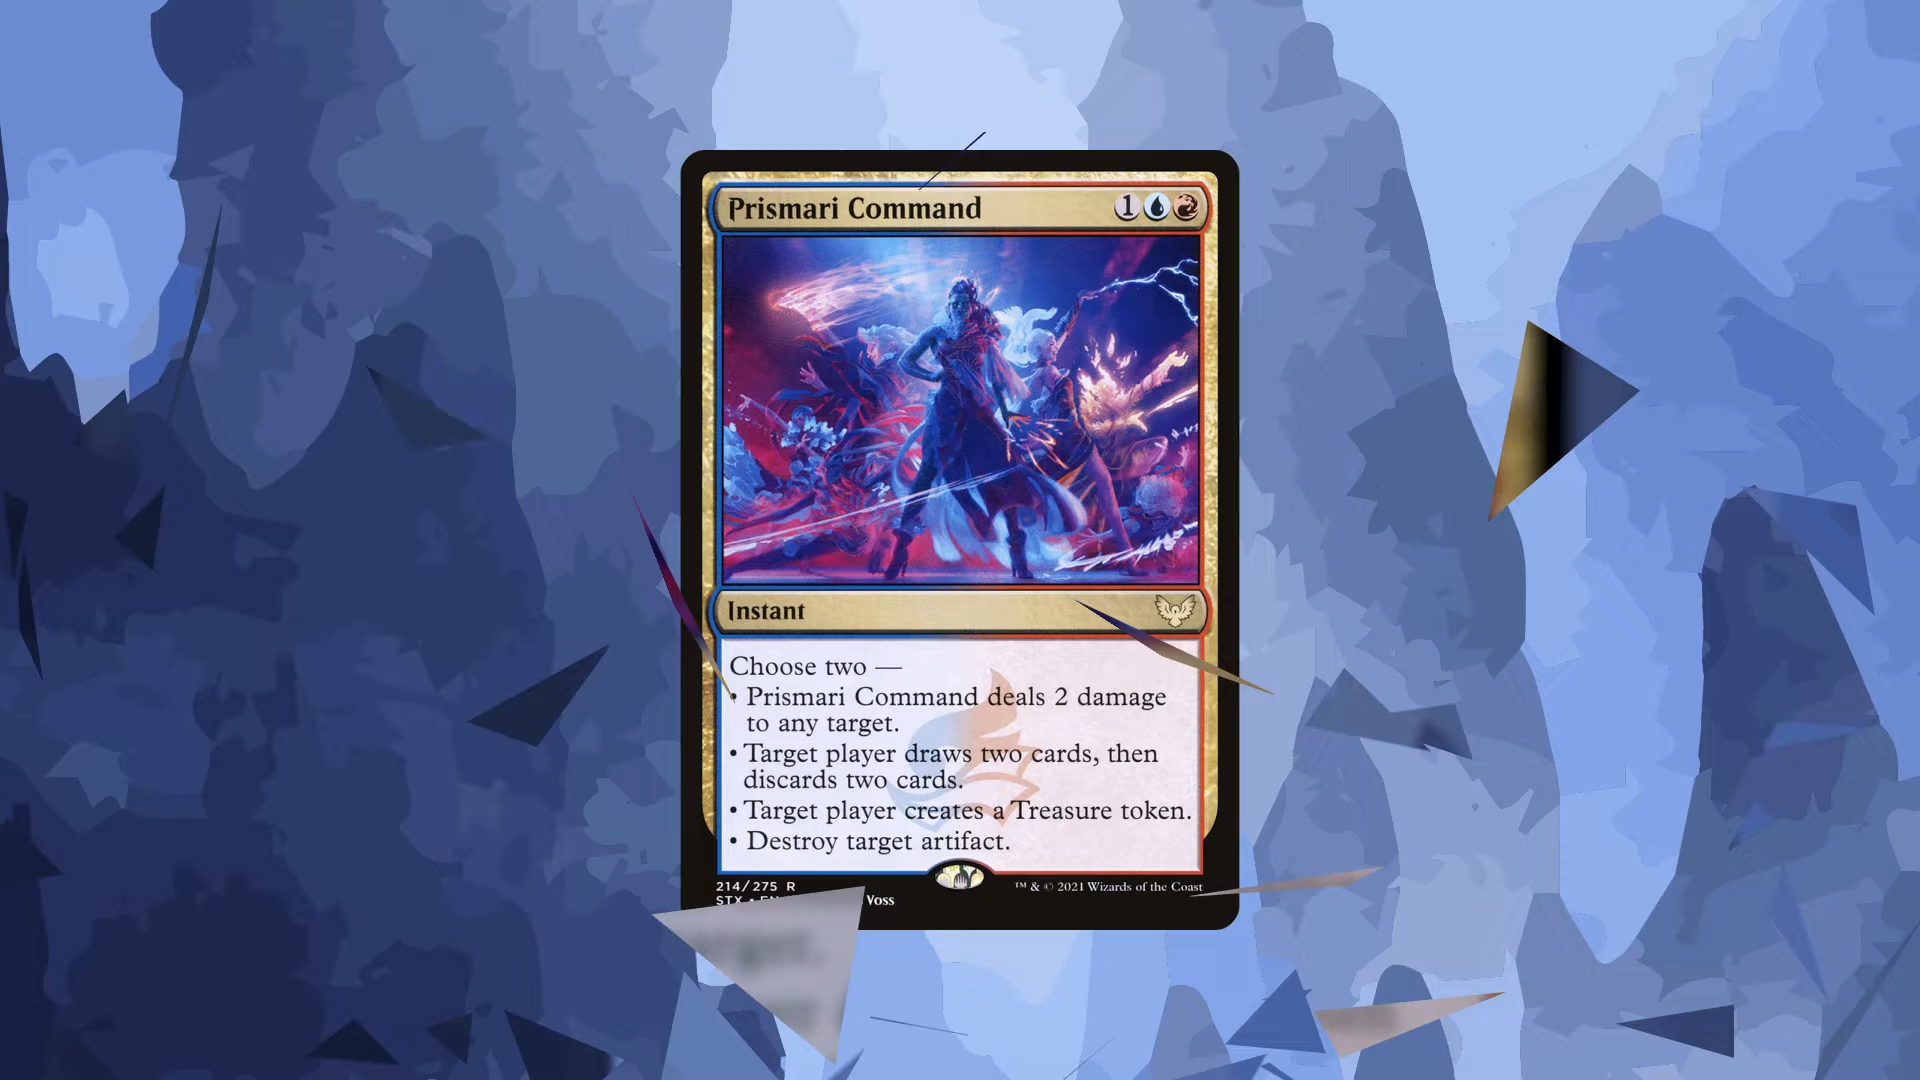 Prismari Command 1
Instant
Choose two —
• Prismari Command deals 2 damage
to any target.
• Target player draws two cards, then
discards two cards.
• Target player creates a Treasure token.
• Destroy target artifact.
214/275 R
™ & © 2021 Wizards of the Coast
STX • EN
Voss